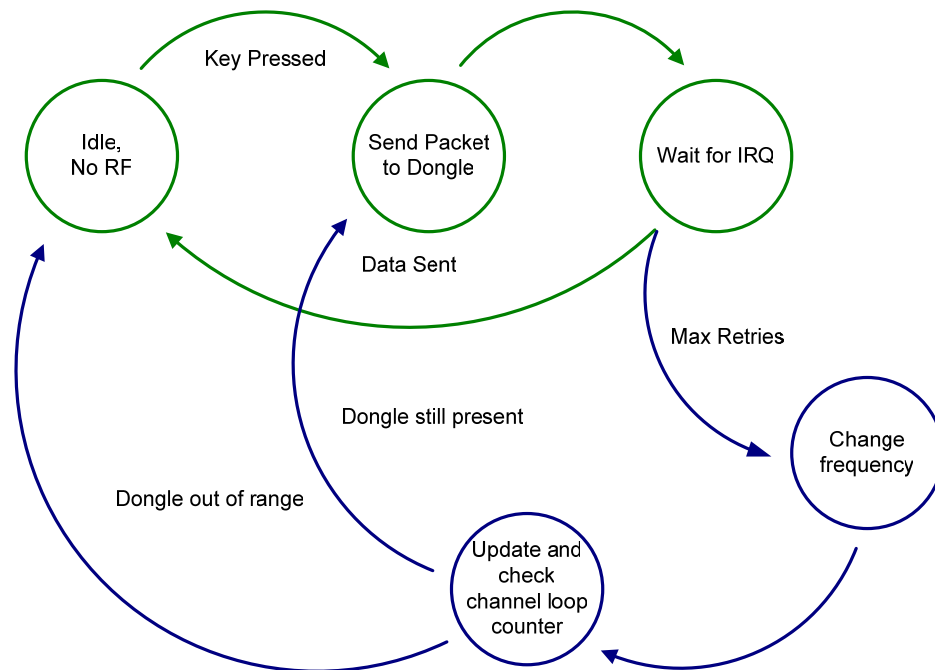 Key Pressed
Idle,
No RF
Send Packet
to Dongle
Wait for IRQ
Data Sent
Max Retries
Dongle still present
Change
frequency
Dongle out of range
Update and
check
channel loop
counter